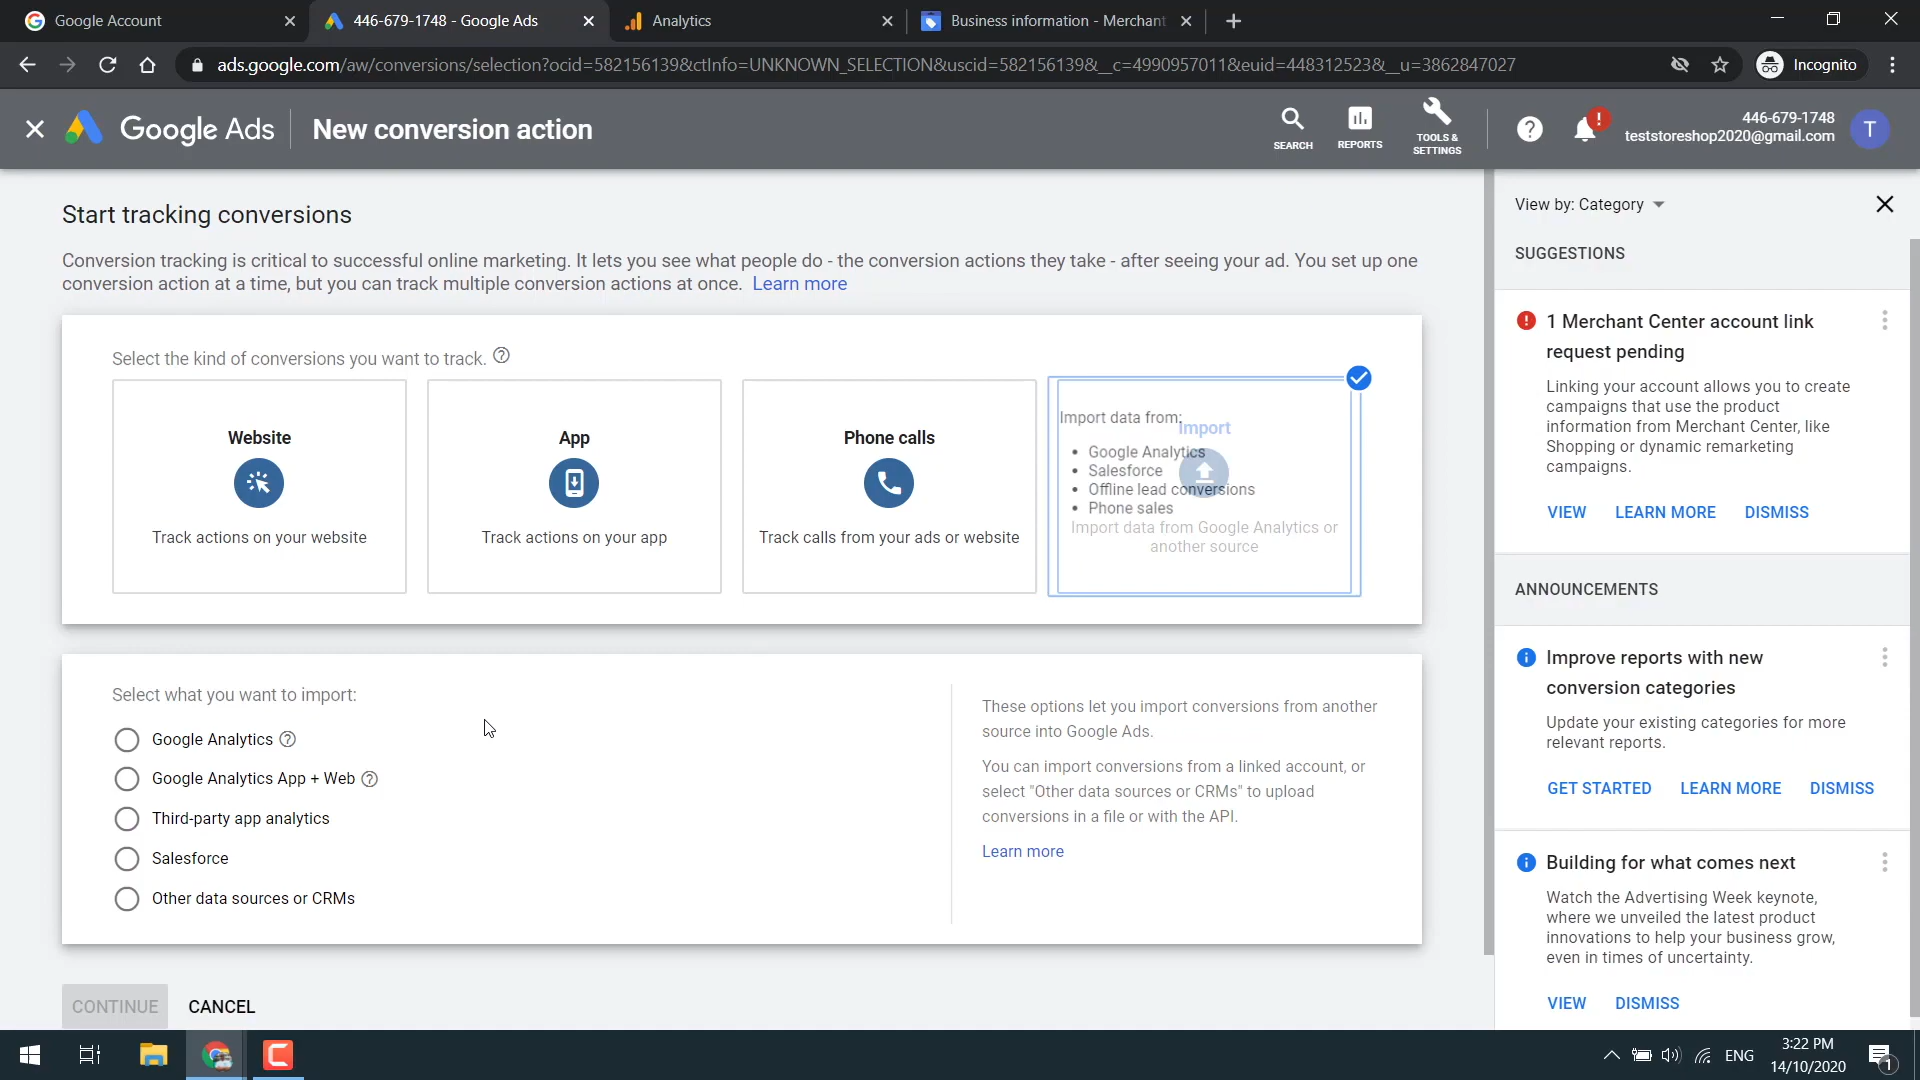 Google Account
446-679-1748 - Google Ads
Analytics
Business information - Merchant
ads.google.com/aw/conversions/selection?ocid=582156139&ctInfo=UNKNOWN_SELECTION&uscid=582156139&__c=4990957011&euid=448312523&__u=3862847027
Incognito
Google Ads
New conversion action
SEARCH
REPORTS
TOOLS &
SETTINGS
446-679-1748
teststoreshop2020@gmail.com
T
Start tracking conversions
Conversion tracking is critical to successful online marketing. It lets you see what people do - the conversion actions they take - after seeing your ad. You set up one
conversion action at a time, but you can track multiple conversion actions at once. Learn more
Select the kind of conversions you want to track.
Website
Track actions on your website
App
Track actions on your app
Phone calls
Track calls from your ads or website
Import data from:
Import
• Google Analytics
• Salesforce
• Offline lead conversions
• Phone sales
Import data from Google Analytics or
another source
Select what you want to import:
Google Analytics
Google Analytics App + Web
Third-party app analytics
Salesforce
Other data sources or CRMs
These options let you import conversions from another
source into Google Ads.
You can import conversions from a linked account, or
select "Other data sources or CRMs" to upload
conversions in a file or with the API.
Learn more
CONTINUE
CANCEL
View by: Category
SUGGESTIONS
1 Merchant Center account link
request pending
Linking your account allows you to create
campaigns that use the product
information from Merchant Center, like
Shopping or dynamic remarketing
campaigns.
VIEW LEARN MORE DISMISS
ANNOUNCEMENTS
Improve reports with new
conversion categories
Update your existing categories for more
relevant reports.
GET STARTED LEARN MORE DISMISS
Building for what comes next
Watch the Advertising Week keynote,
where we unveiled the latest product
innovations to help your business grow,
even in times of uncertainty.
VIEW DISMISS
ENG
3:22 PM
14/10/2020
1